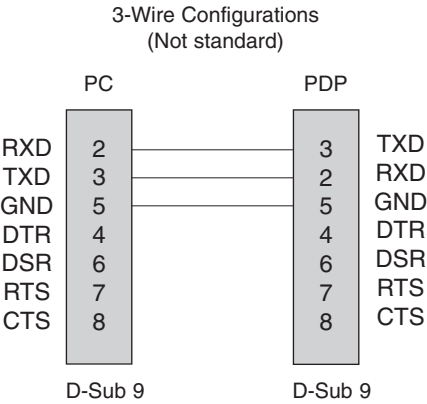 3-Wire Configurations
(Not standard)
PC PDP
RXD 2 3 TXD
TXD 3 2 RXD
GND 5 5 GND
DTR 4 4 DTR
DSR 6 6 DSR
RTS 7 7 RTS
CTS 8 8 CTS
D-Sub 9 D-Sub 9